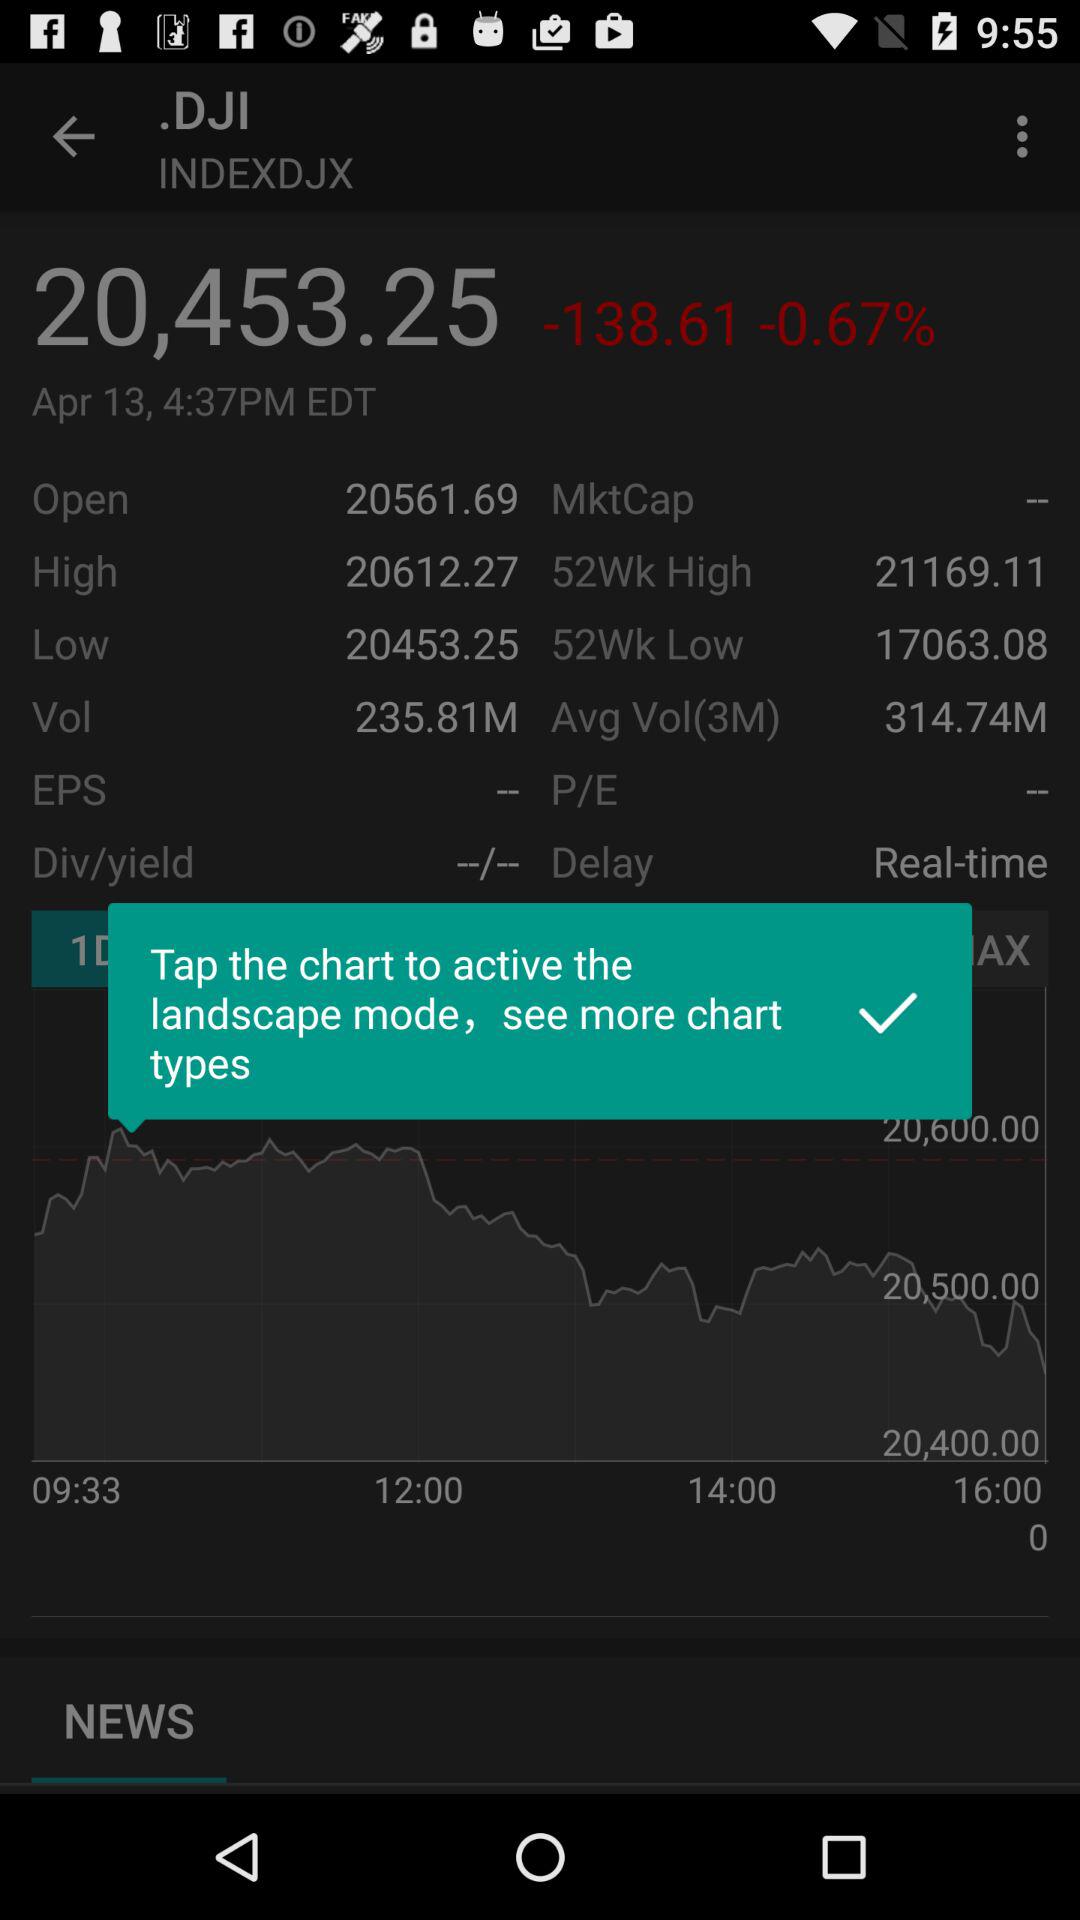 FAKE
9:55
.DJI
INDEXDJX
20,453.25 -138.61 -0.67%
Apr 13, 4:37PM EDT
Open 20561.69 MktCap --
High 20612.27 52Wk High 21169.11
Low 20453.25 52Wk Low 17063.08
Vol 235.81M Avg Vol(3M) 314.74M
EPS -- P/E --
Div/yield --/-- Delay Real-time
Tap the chart to active the
landscape mode，see more chart
types
20,600.00
20,500.00
20,400.00
09:33 12:00 14:00 16:00
0
NEWS